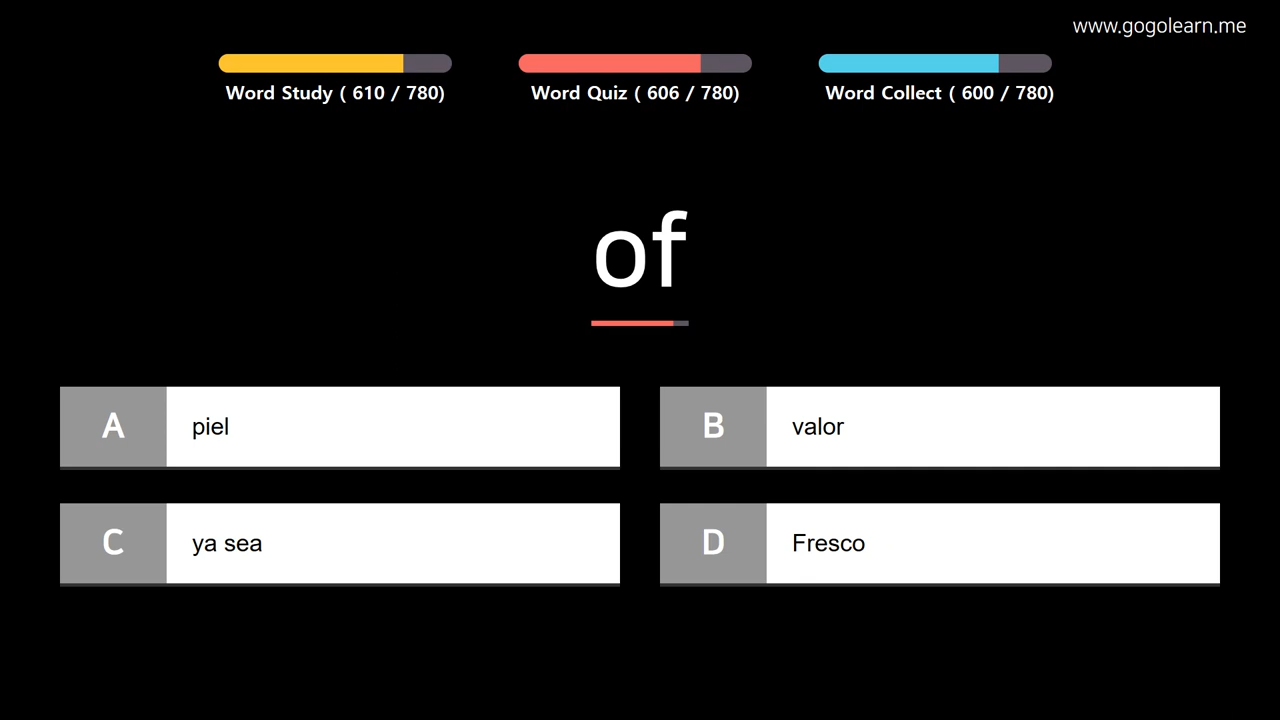 www.gogolearn.me
Word Study ( 610 / 780)
Word Quiz ( 606 / 780)
Word Collect ( 600 / 780)
of
A piel
B valor
C ya sea
D Fresco